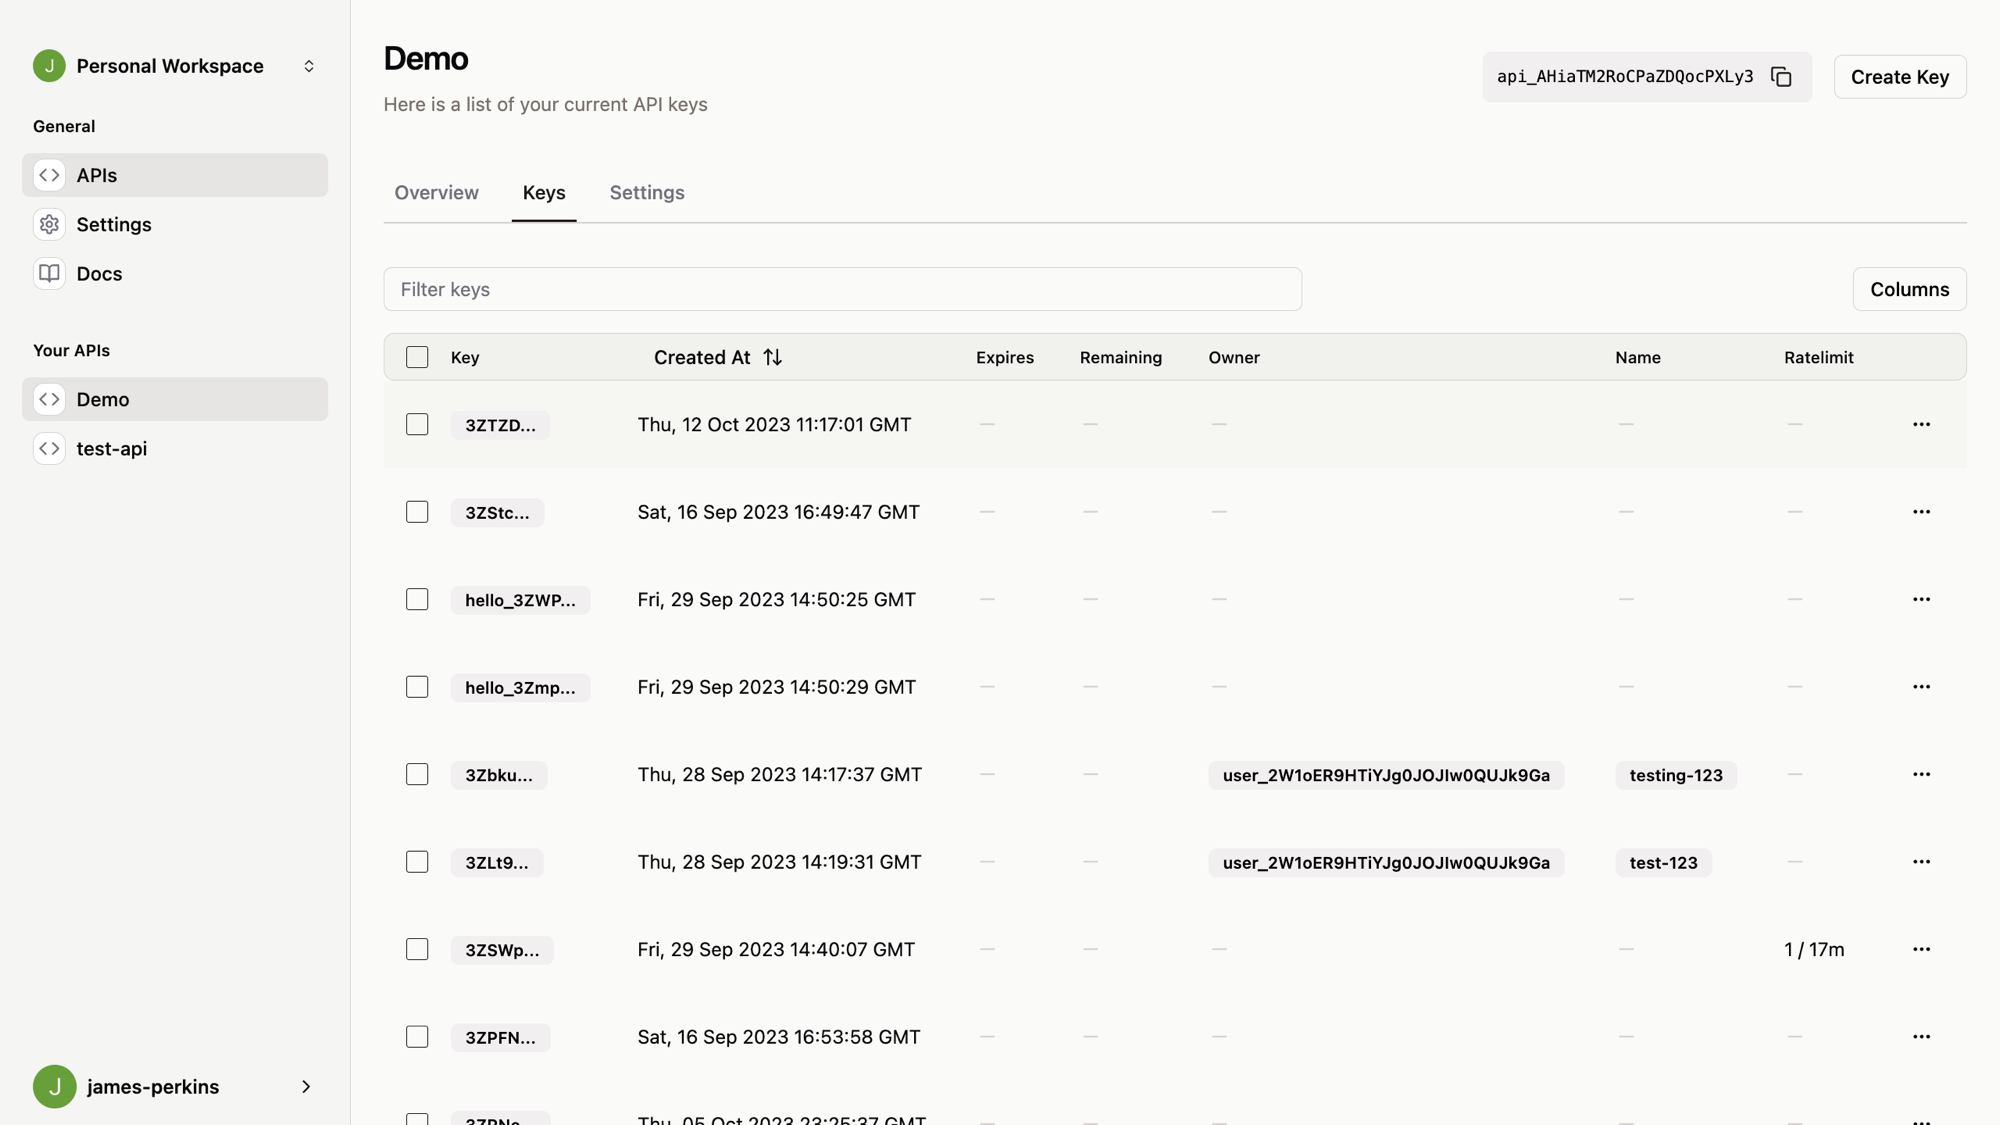 J Personal Workspace
General
APIs
Settings
Docs
Your APIs
Demo
test-api
J james-perkins
Demo
Here is a list of your current API keys
api_AHiaTM2RoCPaZDQocPXLy3
Create Key
Overview Keys Settings
Filter keys
Columns
Key Created At Expires Remaining Owner Name Ratelimit
3ZTZD... Thu, 12 Oct 2023 11:17:01 GMT — — — — — ...
3ZStc... Sat, 16 Sep 2023 16:49:47 GMT — — — — — ...
hello_3ZWP... Fri, 29 Sep 2023 14:50:25 GMT — — — — — ...
hello_3Zmp... Fri, 29 Sep 2023 14:50:29 GMT — — — — — ...
3Zbku... Thu, 28 Sep 2023 14:17:37 GMT — — user_2W1oER9HTiYJg0JOJIw0QUJk9Ga testing-123 — ...
3ZLt9... Thu, 28 Sep 2023 14:19:31 GMT — — user_2W1oER9HTiYJg0JOJIw0QUJk9Ga test-123 — ...
3ZSWp... Fri, 29 Sep 2023 14:40:07 GMT — — — — 1 / 17m ...
3ZPFN... Sat, 16 Sep 2023 16:53:58 GMT — — — — — ...
Thu, 05 Oct 2023 23:25:37 GMT — — — — — ...